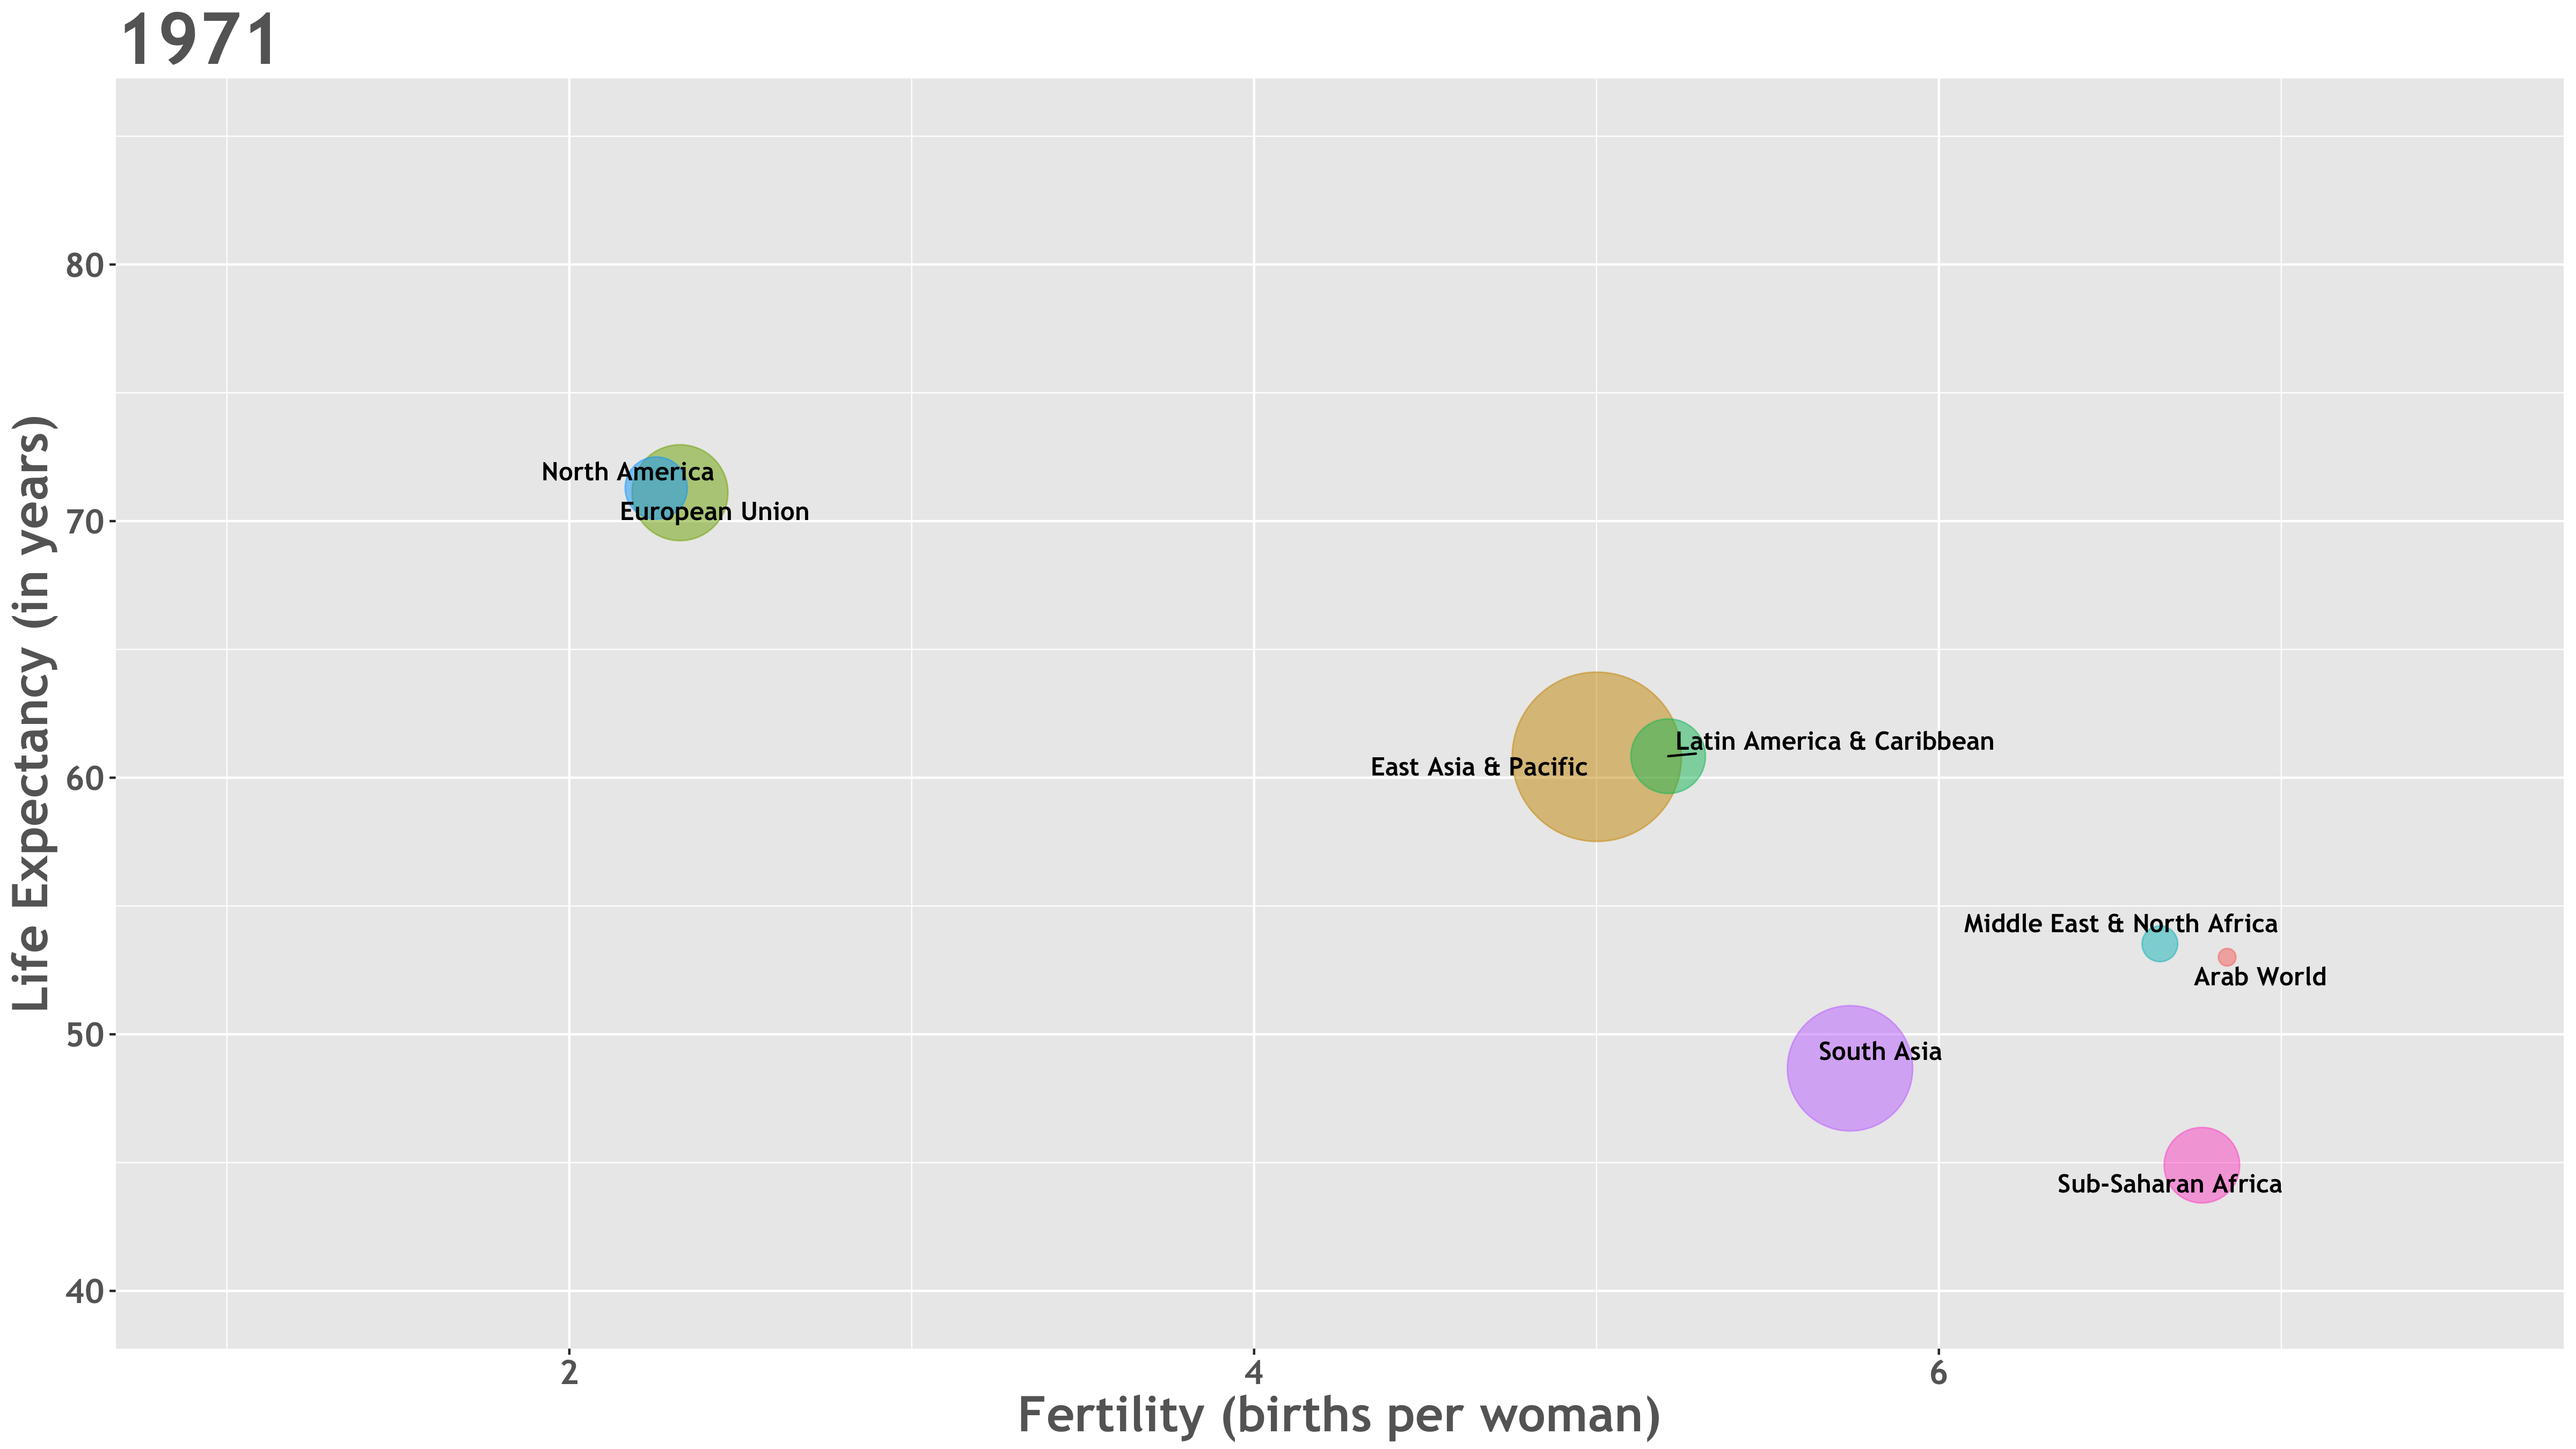 1971
80
70
60
50
40
Life Expectancy (in years)
North America
European Union
Latin America & Caribbean
East Asia & Pacific
Middle East & North Africa
Arab World
South Asia
Sub-Saharan Africa
2
4
6
Fertility (births per woman)